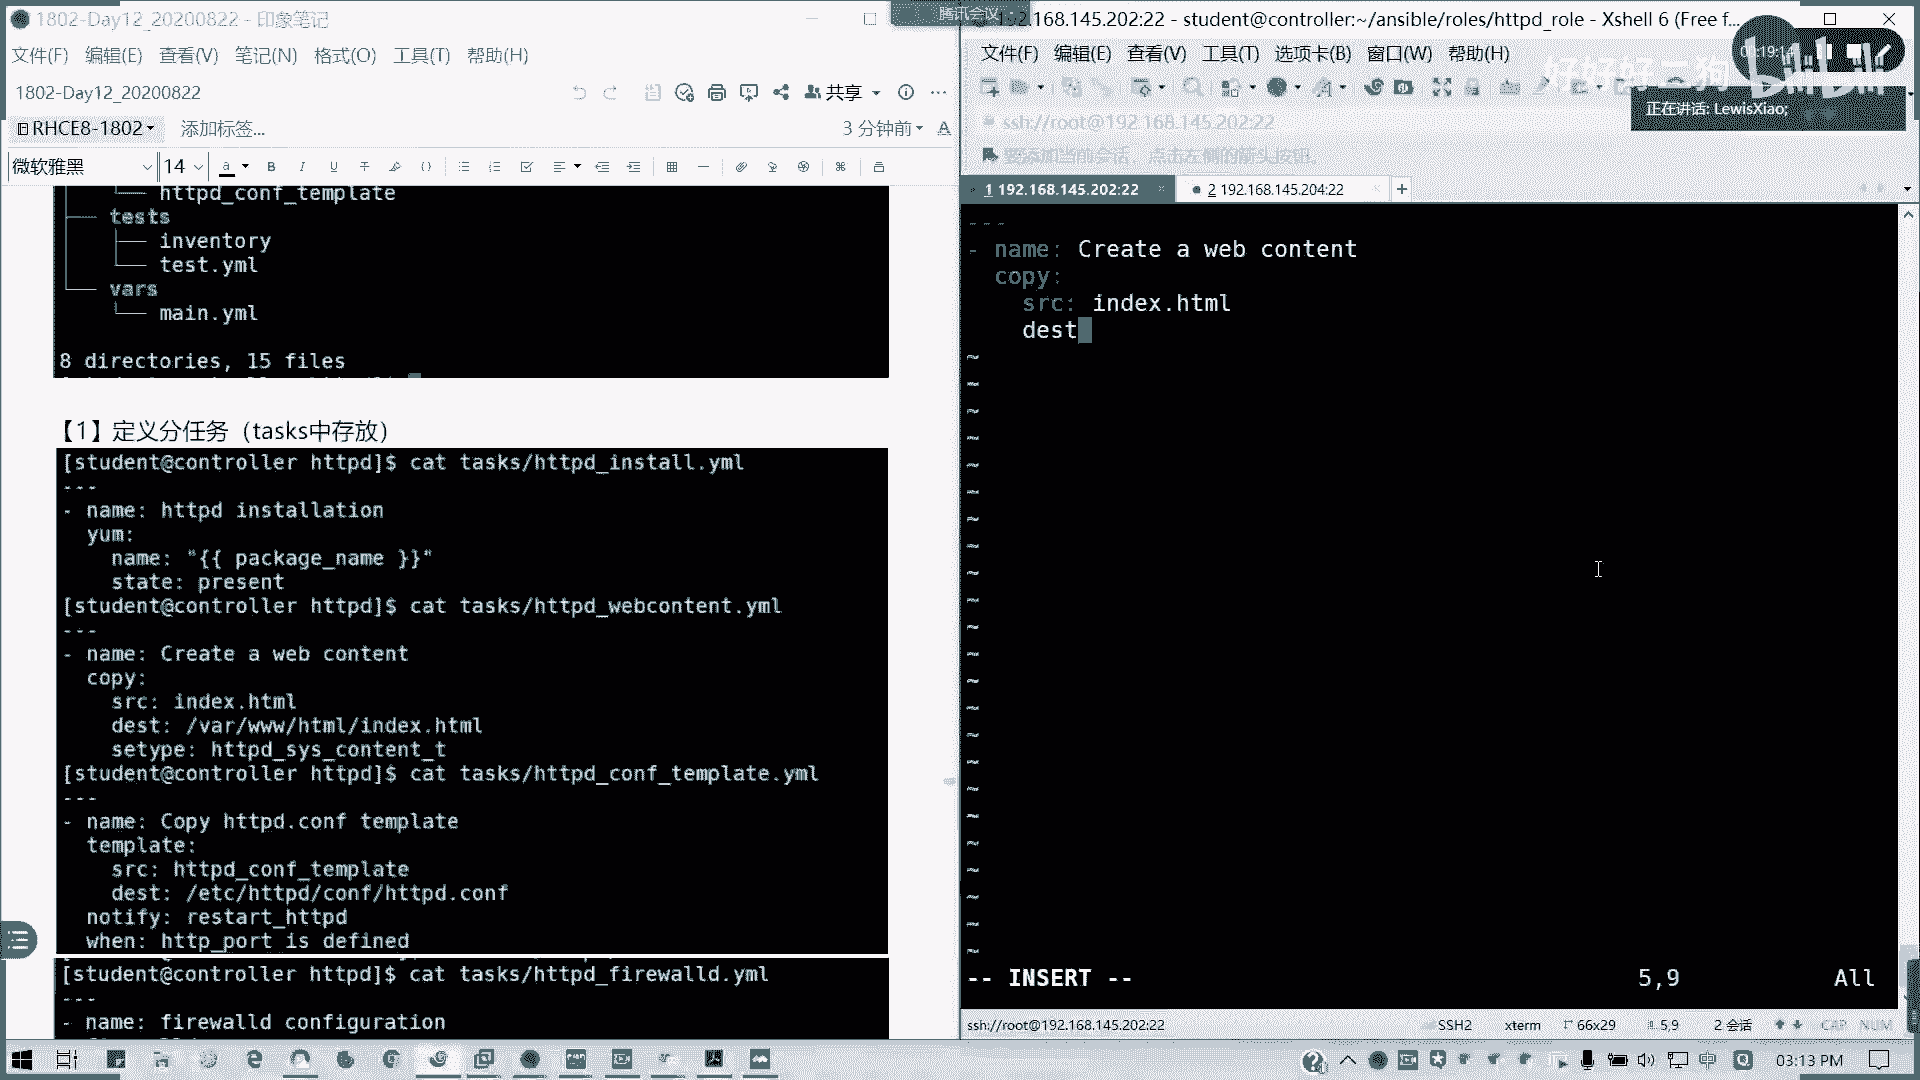 1802-Day12_20200822 - 印象笔记
文件(F) 编辑(E) 查看(V) 笔记(N) 格式(O) 工具(T) 帮助(H)
1802-Day12_20200822
共享
RHCE8-1802
添加标签...
3 分钟前
微软雅黑
14
httpd_conf_template
tests
inventory
test.yml
vars
main.yml
8 directories, 15 files
【1】定义分任务（tasks中存放）
[student@controller httpd]$ cat tasks/httpd_install.yml
---
- name: httpd installation
yum:
name: "{{ package_name }}"
state: present
[student@controller httpd]$ cat tasks/httpd_webcontent.yml
---
- name: Create a web content
copy:
src: index.html
dest: /var/www/html/index.html
setype: httpd_sys_content_t
[student@controller httpd]$ cat tasks/httpd_conf_template.yml
---
- name: Copy httpd.conf template
template:
src: httpd_conf_template
dest: /etc/httpd/conf/httpd.conf
notify: restart_httpd
when: http_port is defined
[student@controller httpd]$ cat tasks/httpd_firewalld.yml
---
- name: firewalld configuration
腾讯会议
.168.145.202:22 - student@controller:~/ansible/roles/httpd_role - Xshell 6 (Free f...
文件(F) 编辑(E) 查看(V) 工具(T) 选项卡(B) 窗口(W) 帮助(H)
好好好二狗
bilibili
正在讲话: LewisXiao;
ssh://root@192.168.145.202:22
要添加当前会话，点击左侧的箭头按钮。
1 192.168.145.202:22
2 192.168.145.204:22
---
- name: Create a web content
copy:
src: index.html
dest
-- INSERT --
5,9
All
ssh://root@192.168.145.202:22
SSH2
xterm
66x29
5,9
2 会话
CAP NUM
中
03:13 PM